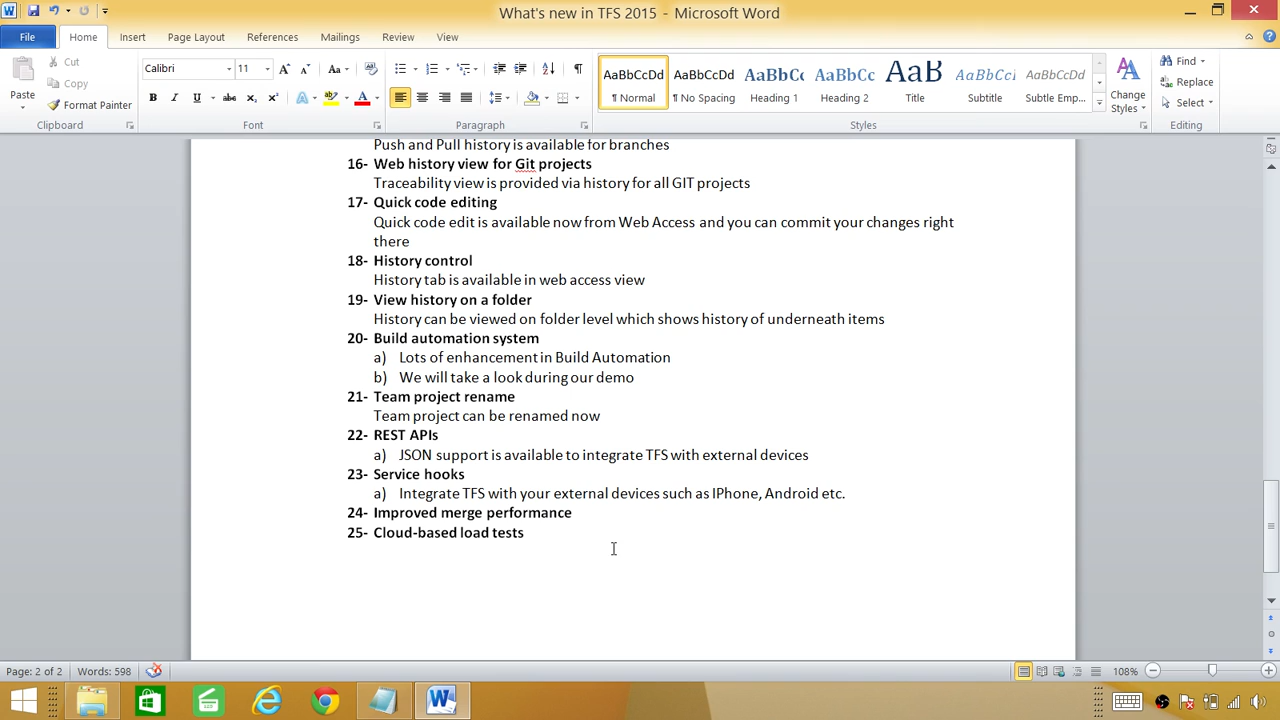 What's new in TFS 2015 - Microsoft Word
File Home Insert Page Layout References Mailings Review View
Paste
Cut
Copy
Format Painter
Clipboard
Calibri 11
Font
Paragraph
AaBbCcDd AaBbCcDd AaBbCc AaBbCc AaB AaBbCcI AaBbCcDd
¶ Normal ¶ No Spacing Heading 1 Heading 2 Title Subtitle Subtle Emp...
Styles
Change Styles
Find
Replace
Select
Editing
Push and Pull history is available for branches
16- Web history view for Git projects
Traceability view is provided via history for all GIT projects
17- Quick code editing
Quick code edit is available now from Web Access and you can commit your changes right
there
18- History control
History tab is available in web access view
19- View history on a folder
History can be viewed on folder level which shows history of underneath items
20- Build automation system
a) Lots of enhancement in Build Automation
b) We will take a look during our demo
21- Team project rename
Team project can be renamed now
22- REST APIs
a) JSON support is available to integrate TFS with external devices
23- Service hooks
a) Integrate TFS with your external devices such as IPhone, Android etc.
24- Improved merge performance
25- Cloud-based load tests
Page: 2 of 2 Words: 598 108%